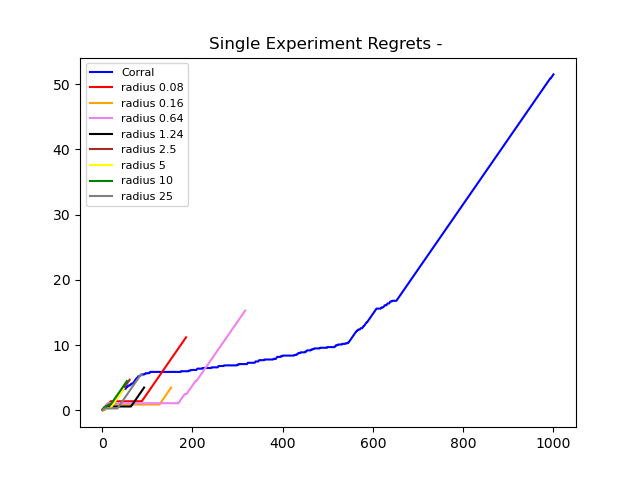 Single Experiment Regrets -
50
40
30
20
10
0
Corral
radius 0.08
radius 0.16
radius 0.64
radius 1.24
radius 2.5
radius 5
radius 10
radius 25
0 200 400 600 800 1000